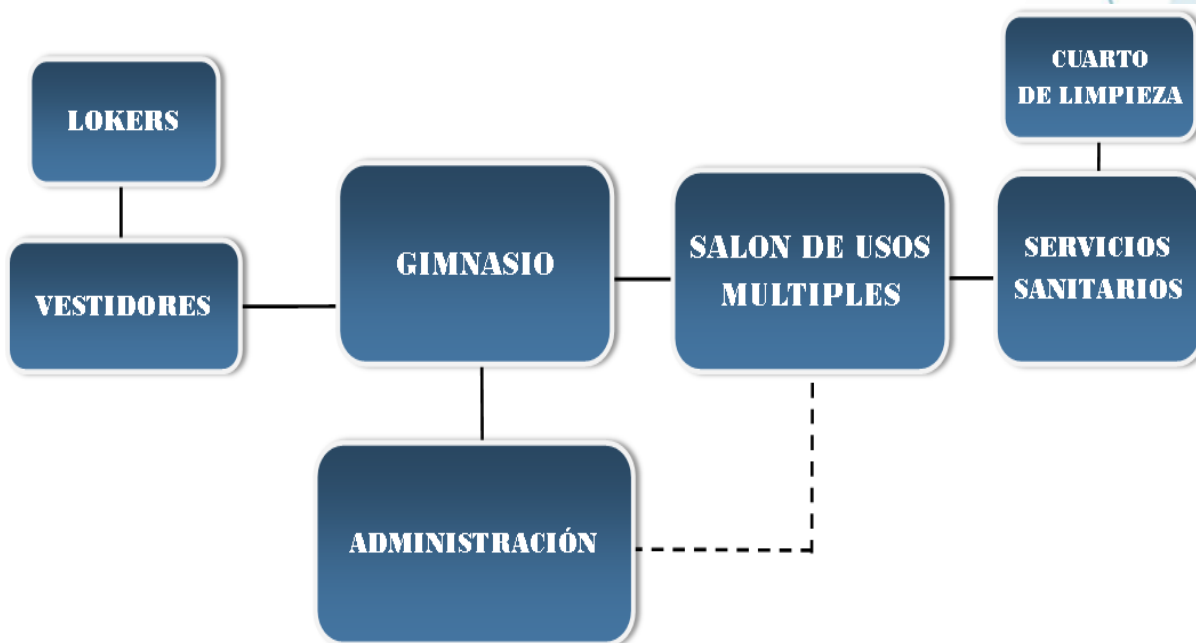 CUARTO
DE LIMPIEZA
LOKERS
GIMNASIO
SALON DE USOS
MULTIPLES
SERVICIOS
SANITARIOS
VESTIDORES
ADMINISTRACIÓN